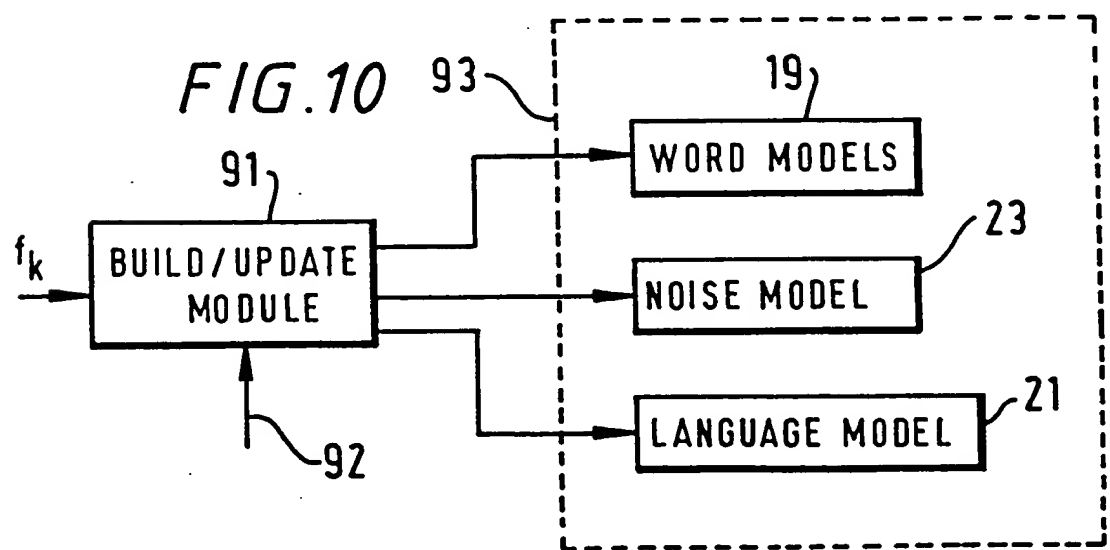 FIG.10
93
19
WORD MODELS
91
f_k
BUILD/UPDATE
MODULE
23
NOISE MODEL
21
LANGUAGE MODEL
92